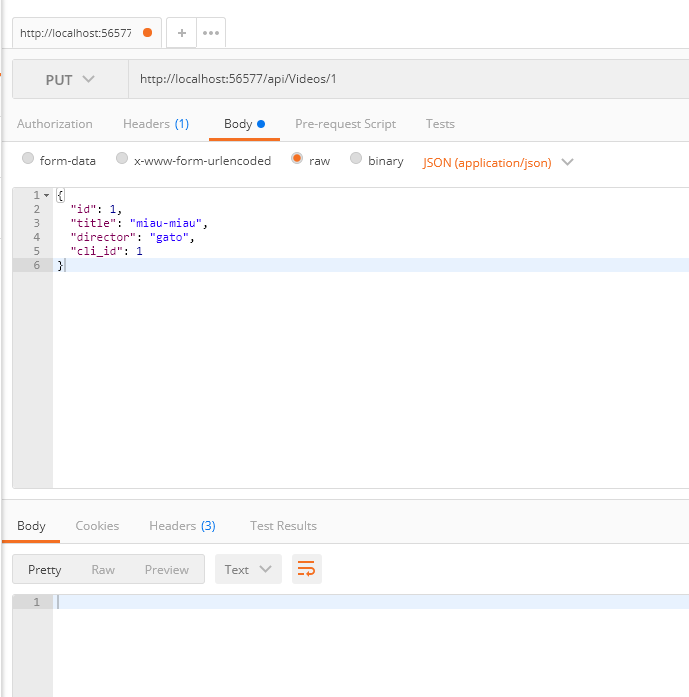 http://localhost:56577 + •••
PUT http://localhost:56577/api/Videos/1
Authorization Headers (1) Body Pre-request Script Tests
form-data x-www-form-urlencoded raw binary JSON (application/json)
1 {
2 "id": 1,
3 "title": "miau-miau",
4 "director": "gato",
5 "cli_id": 1
6 }
Body Cookies Headers (3) Test Results
Pretty Raw Preview Text
1